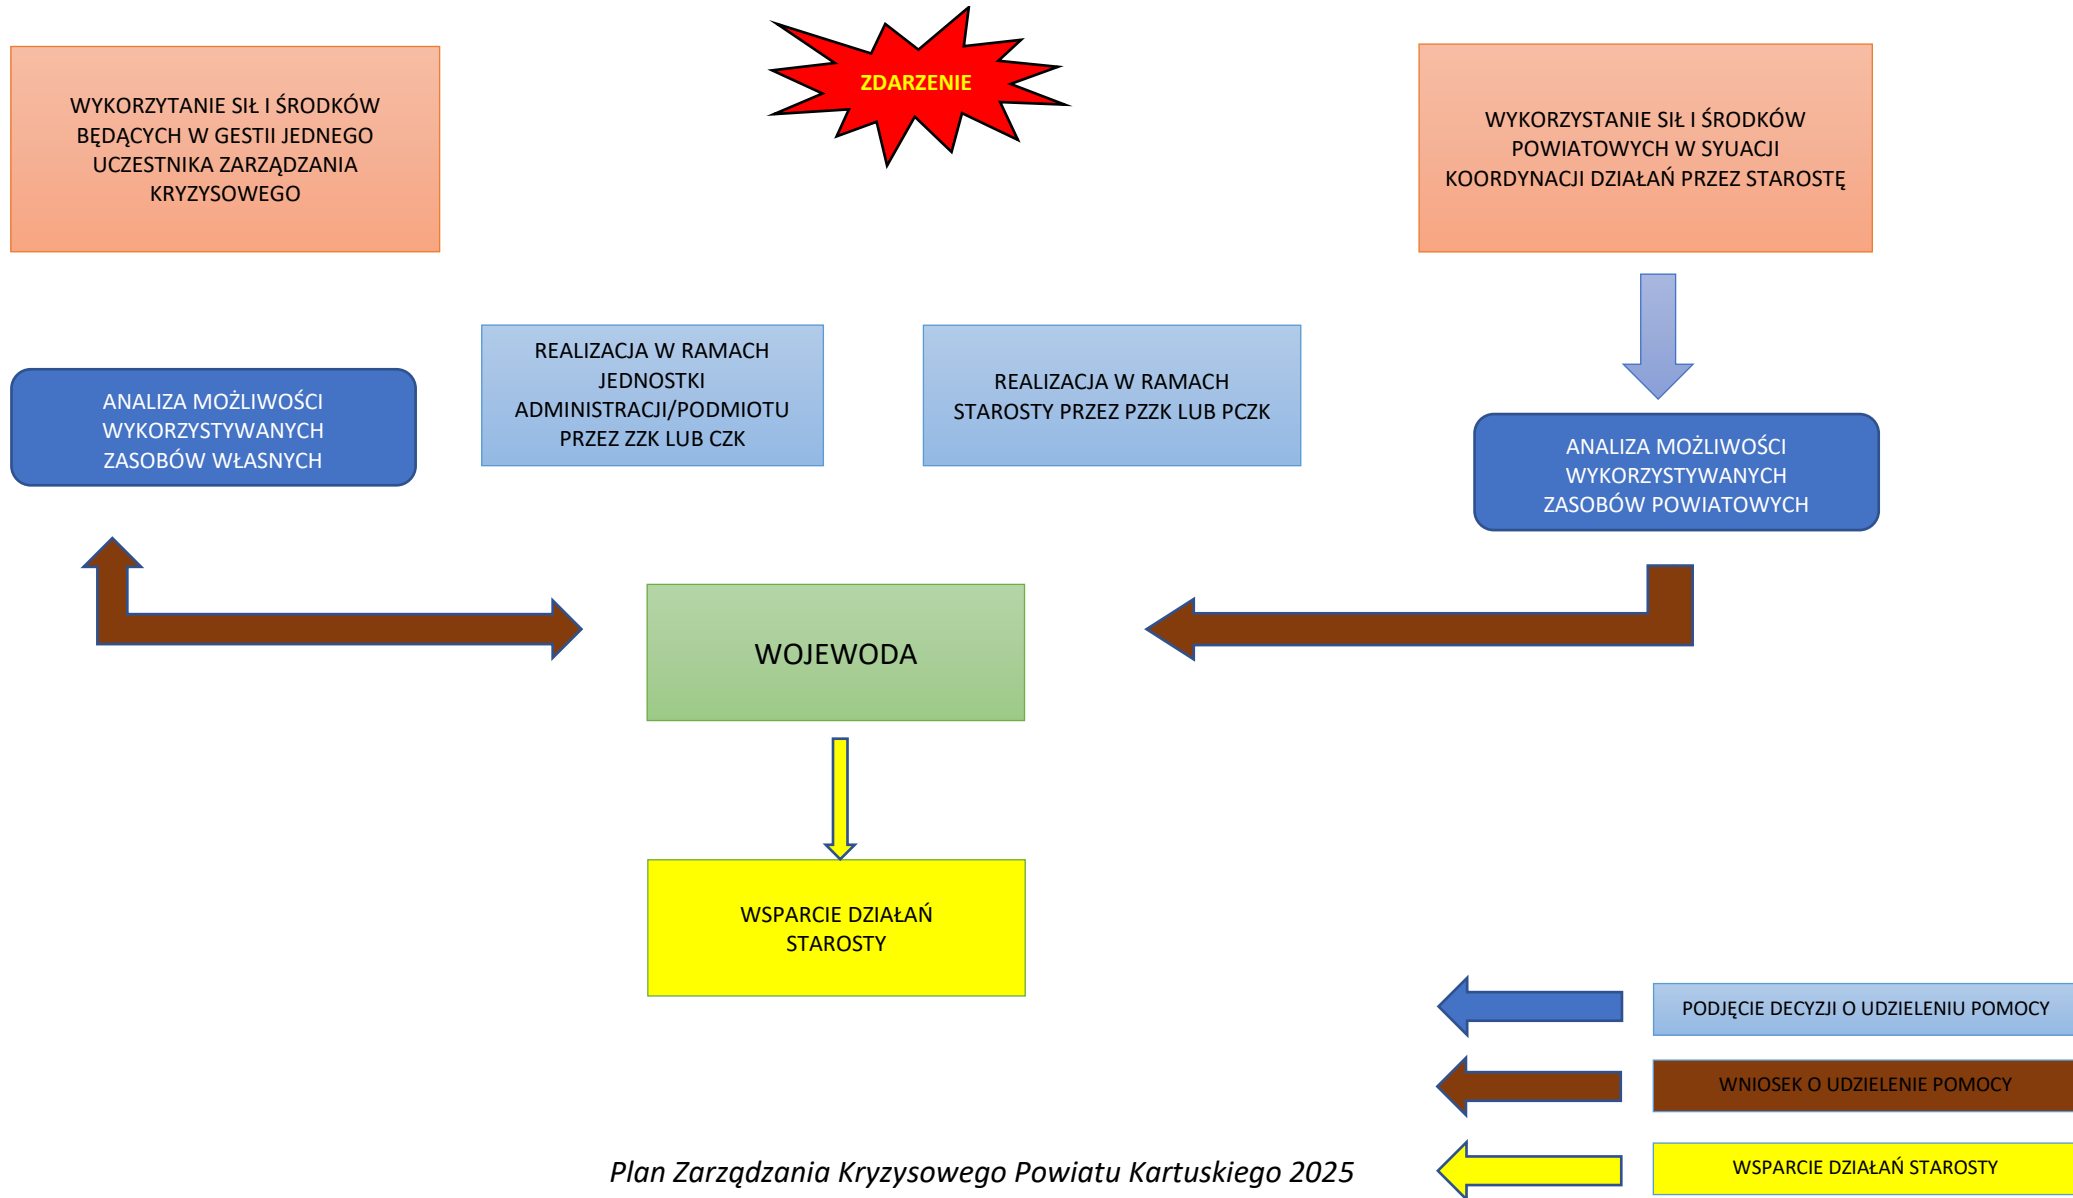 ZDARZENIE
WYKORZYTANIE SIŁ I ŚRODKÓW
BĘDĄCYCH W GESTII JEDNEGO
UCZESTNIKA ZARZĄDZANIA
KRYZYSOWEGO
WYKORZYSTANIE SIŁ I ŚRODKÓW
POWIATOWYCH W SYUACJI
KOORDYNACJI DZIAŁAŃ PRZEZ STAROSTĘ
ANALIZA MOŻLIWOŚCI
WYKORZYSTYWANYCH
ZASOBÓW WŁASNYCH
REALIZACJA W RAMACH
JEDNOSTKI
ADMINISTRACJI/PODMIOTU
PRZEZ ZZK LUB CZK
REALIZACJA W RAMACH
STAROSTY PRZEZ PZZK LUB PCZK
ANALIZA MOŻLIWOŚCI
WYKORZYSTYWANYCH
ZASOBÓW POWIATOWYCH
WOJEWODA
WSPARCIE DZIAŁAŃ
STAROSTY
PODJĘCIE DECYZJI O UDZIELENIU POMOCY
WNIOSEK O UDZIELENIE POMOCY
WSPARCIE DZIAŁAŃ STAROSTY
Plan Zarządzania Kryzysowego Powiatu Kartuskiego 2025